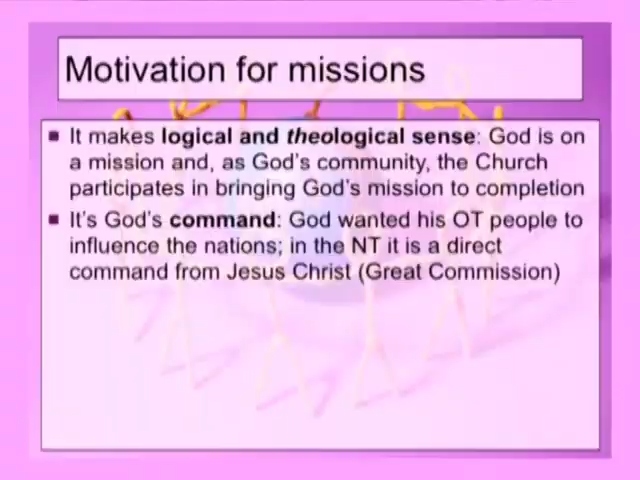 Motivation for missions
It makes logical and theological sense: God is on
a mission and, as God's community, the Church
participates in bringing God's mission to completion
It's God's command: God wanted his OT people to
influence the nations; in the NT it is a direct
command from Jesus Christ (Great Commission)